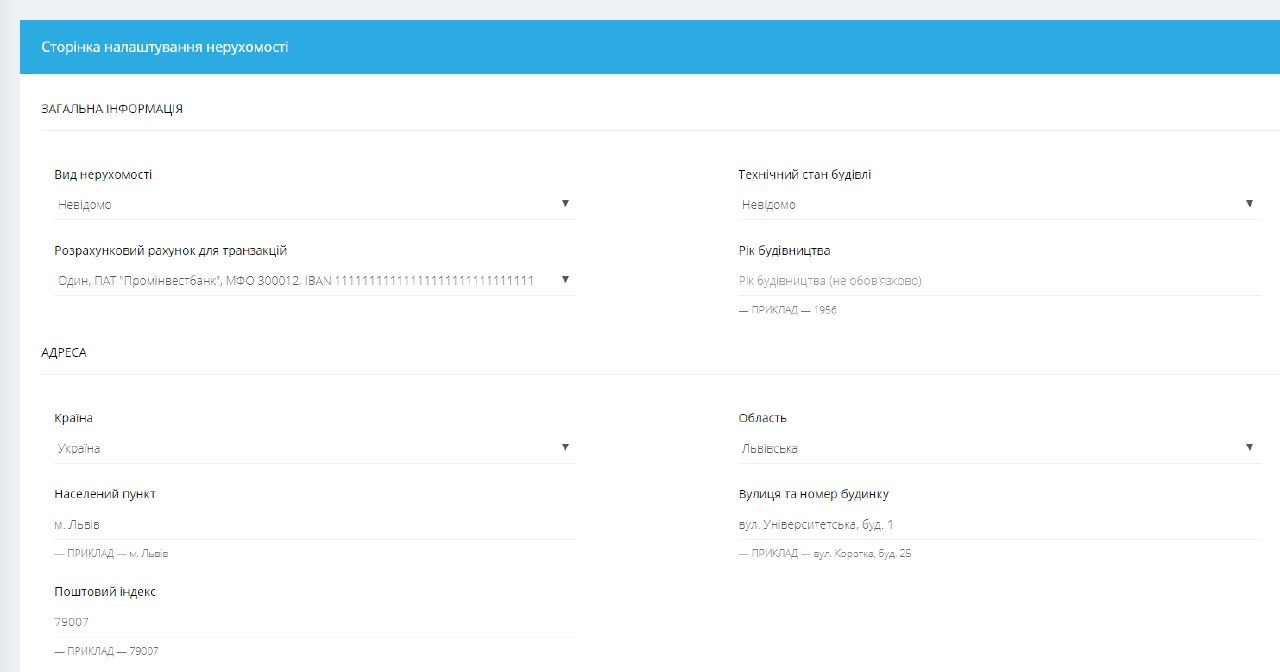 Сторінка налаштування нерухомості
ЗАГАЛЬНА ІНФОРМАЦІЯ
Вид нерухомості
Невідомо
Технічний стан будівлі
Невідомо
Розрахунковий рахунок для транзакцій
Один, ПАТ "Промінвестбанк", МФО 300012, IBAN 11111111111111111111111111111
Рік будівництва
Рік будівництва (не обов'язково)
— ПРИКЛАД — 1956
АДРЕСА
Країна
Україна
Область
Львівська
Населений пункт
м. Львів
— ПРИКЛАД — м. Львів
Вулиця та номер будинку
вул. Університетська, буд. 1
— ПРИКЛАД — вул. Коротка, буд. 25
Поштовий індекс
79007
— ПРИКЛАД — 79007